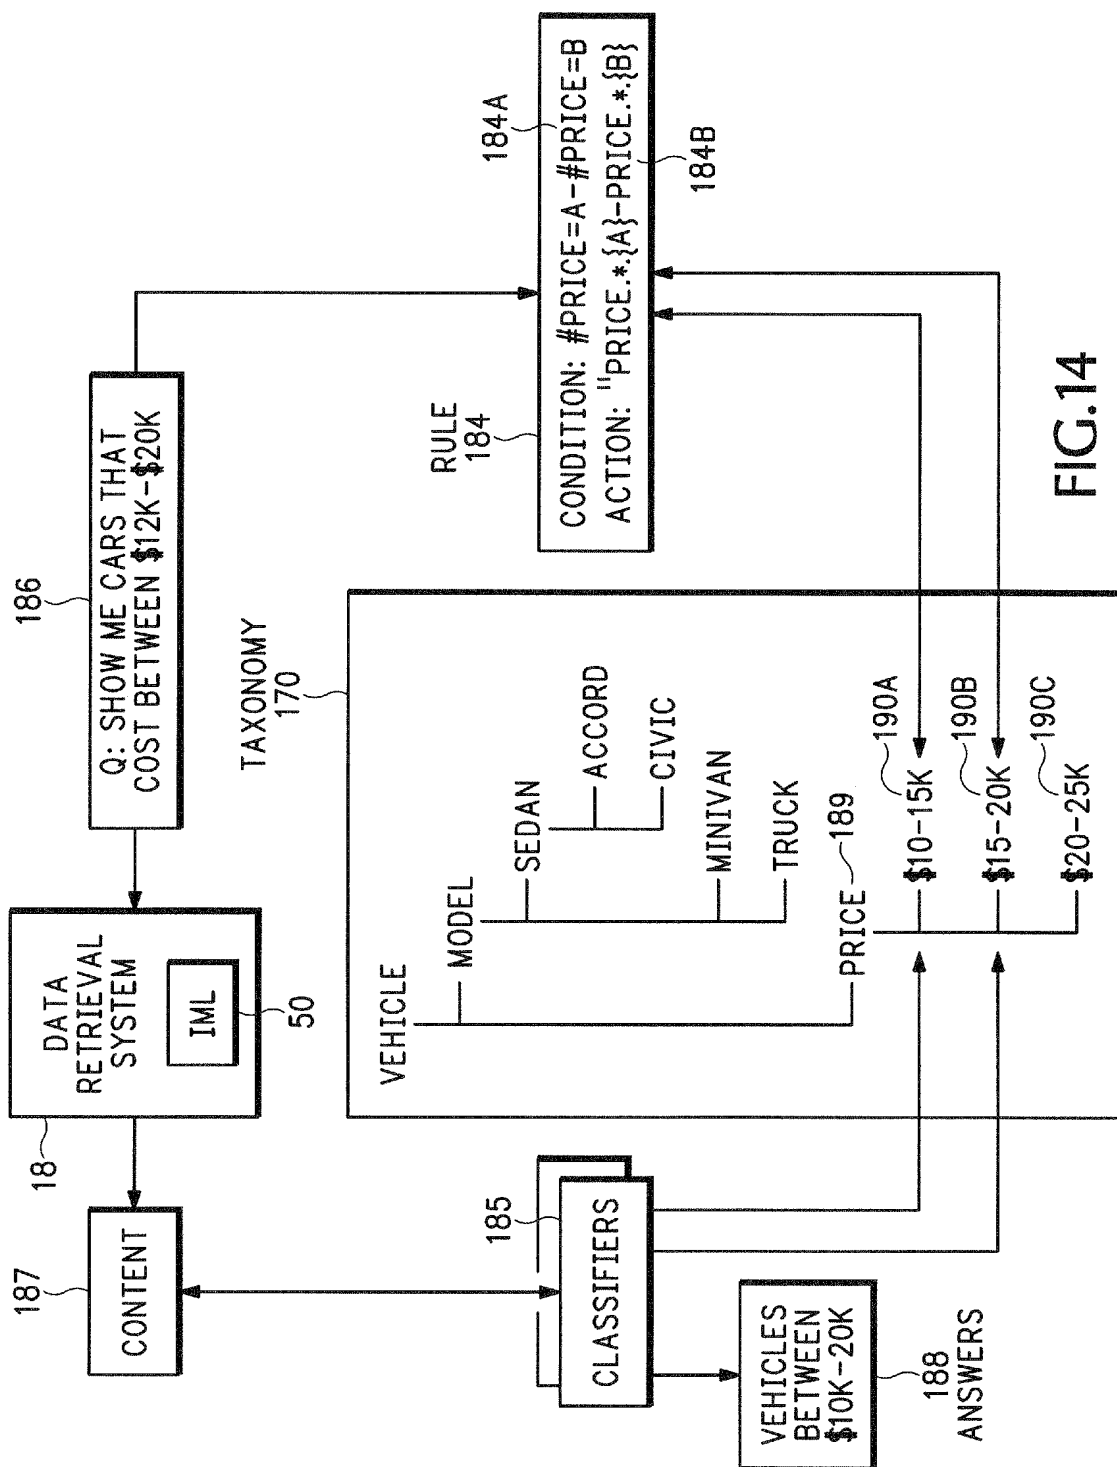 187
CONTENT
18
DATA
RETRIEVAL
SYSTEM
IML
50
186
Q: SHOW ME CARS THAT
COST BETWEEN $12K-$20K
185
CLASSIFIERS
VEHICLES
BETWEEN
$10K-20K
188
ANSWERS
TAXONOMY
170
VEHICLE
MODEL
SEDAN
ACCORD
CIVIC
MINIVAN
TRUCK
PRICE
189
$10-15K
190A
$15-20K
190B
$20-25K
190C
RULE
184
184A
CONDITION: #PRICE=A-#PRICE=B
ACTION: "PRICE.*.{A}-PRICE.*.{B}
184B
FIG.14